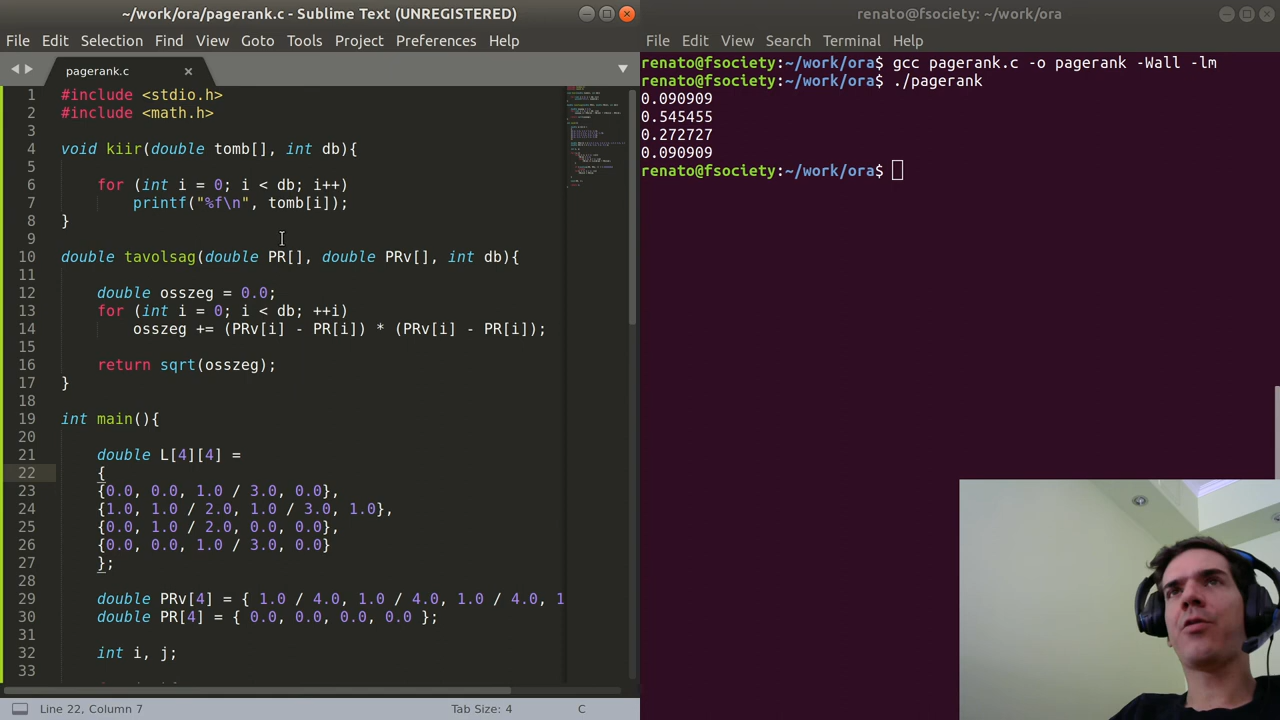 ~/work/ora/pagerank.c - Sublime Text (UNREGISTERED)
File Edit Selection Find View Goto Tools Project Preferences Help
pagerank.c
1 #include <stdio.h>
2 #include <math.h>
3
4 void kiir(double tomb[], int db){
5
6 for (int i = 0; i < db; i++)
7 printf("%f\n", tomb[i]);
8 }
9
10 double tavolsag(double PR[], double PRv[], int db){
11
12 double osszeg = 0.0;
13 for (int i = 0; i < db; ++i)
14 osszeg += (PRv[i] - PR[i]) * (PRv[i] - PR[i]);
15
16 return sqrt(osszeg);
17 }
18
19 int main(){
20
21 double L[4][4] =
22 {
23 {0.0, 0.0, 1.0 / 3.0, 0.0},
24 {1.0, 1.0 / 2.0, 1.0 / 3.0, 1.0},
25 {0.0, 1.0 / 2.0, 0.0, 0.0},
26 {0.0, 0.0, 1.0 / 3.0, 0.0}
27 };
28
29 double PRv[4] = { 1.0 / 4.0, 1.0 / 4.0, 1.0 / 4.0, 1
30 double PR[4] = { 0.0, 0.0, 0.0, 0.0 };
31
32 int i, j;
33
Line 22, Column 7 Tab Size: 4 C
renato@fsociety: ~/work/ora
File Edit View Search Terminal Help
renato@fsociety:~/work/ora$ gcc pagerank.c -o pagerank -Wall -lm
renato@fsociety:~/work/ora$ ./pagerank
0.090909
0.545455
0.272727
0.090909
renato@fsociety:~/work/ora$